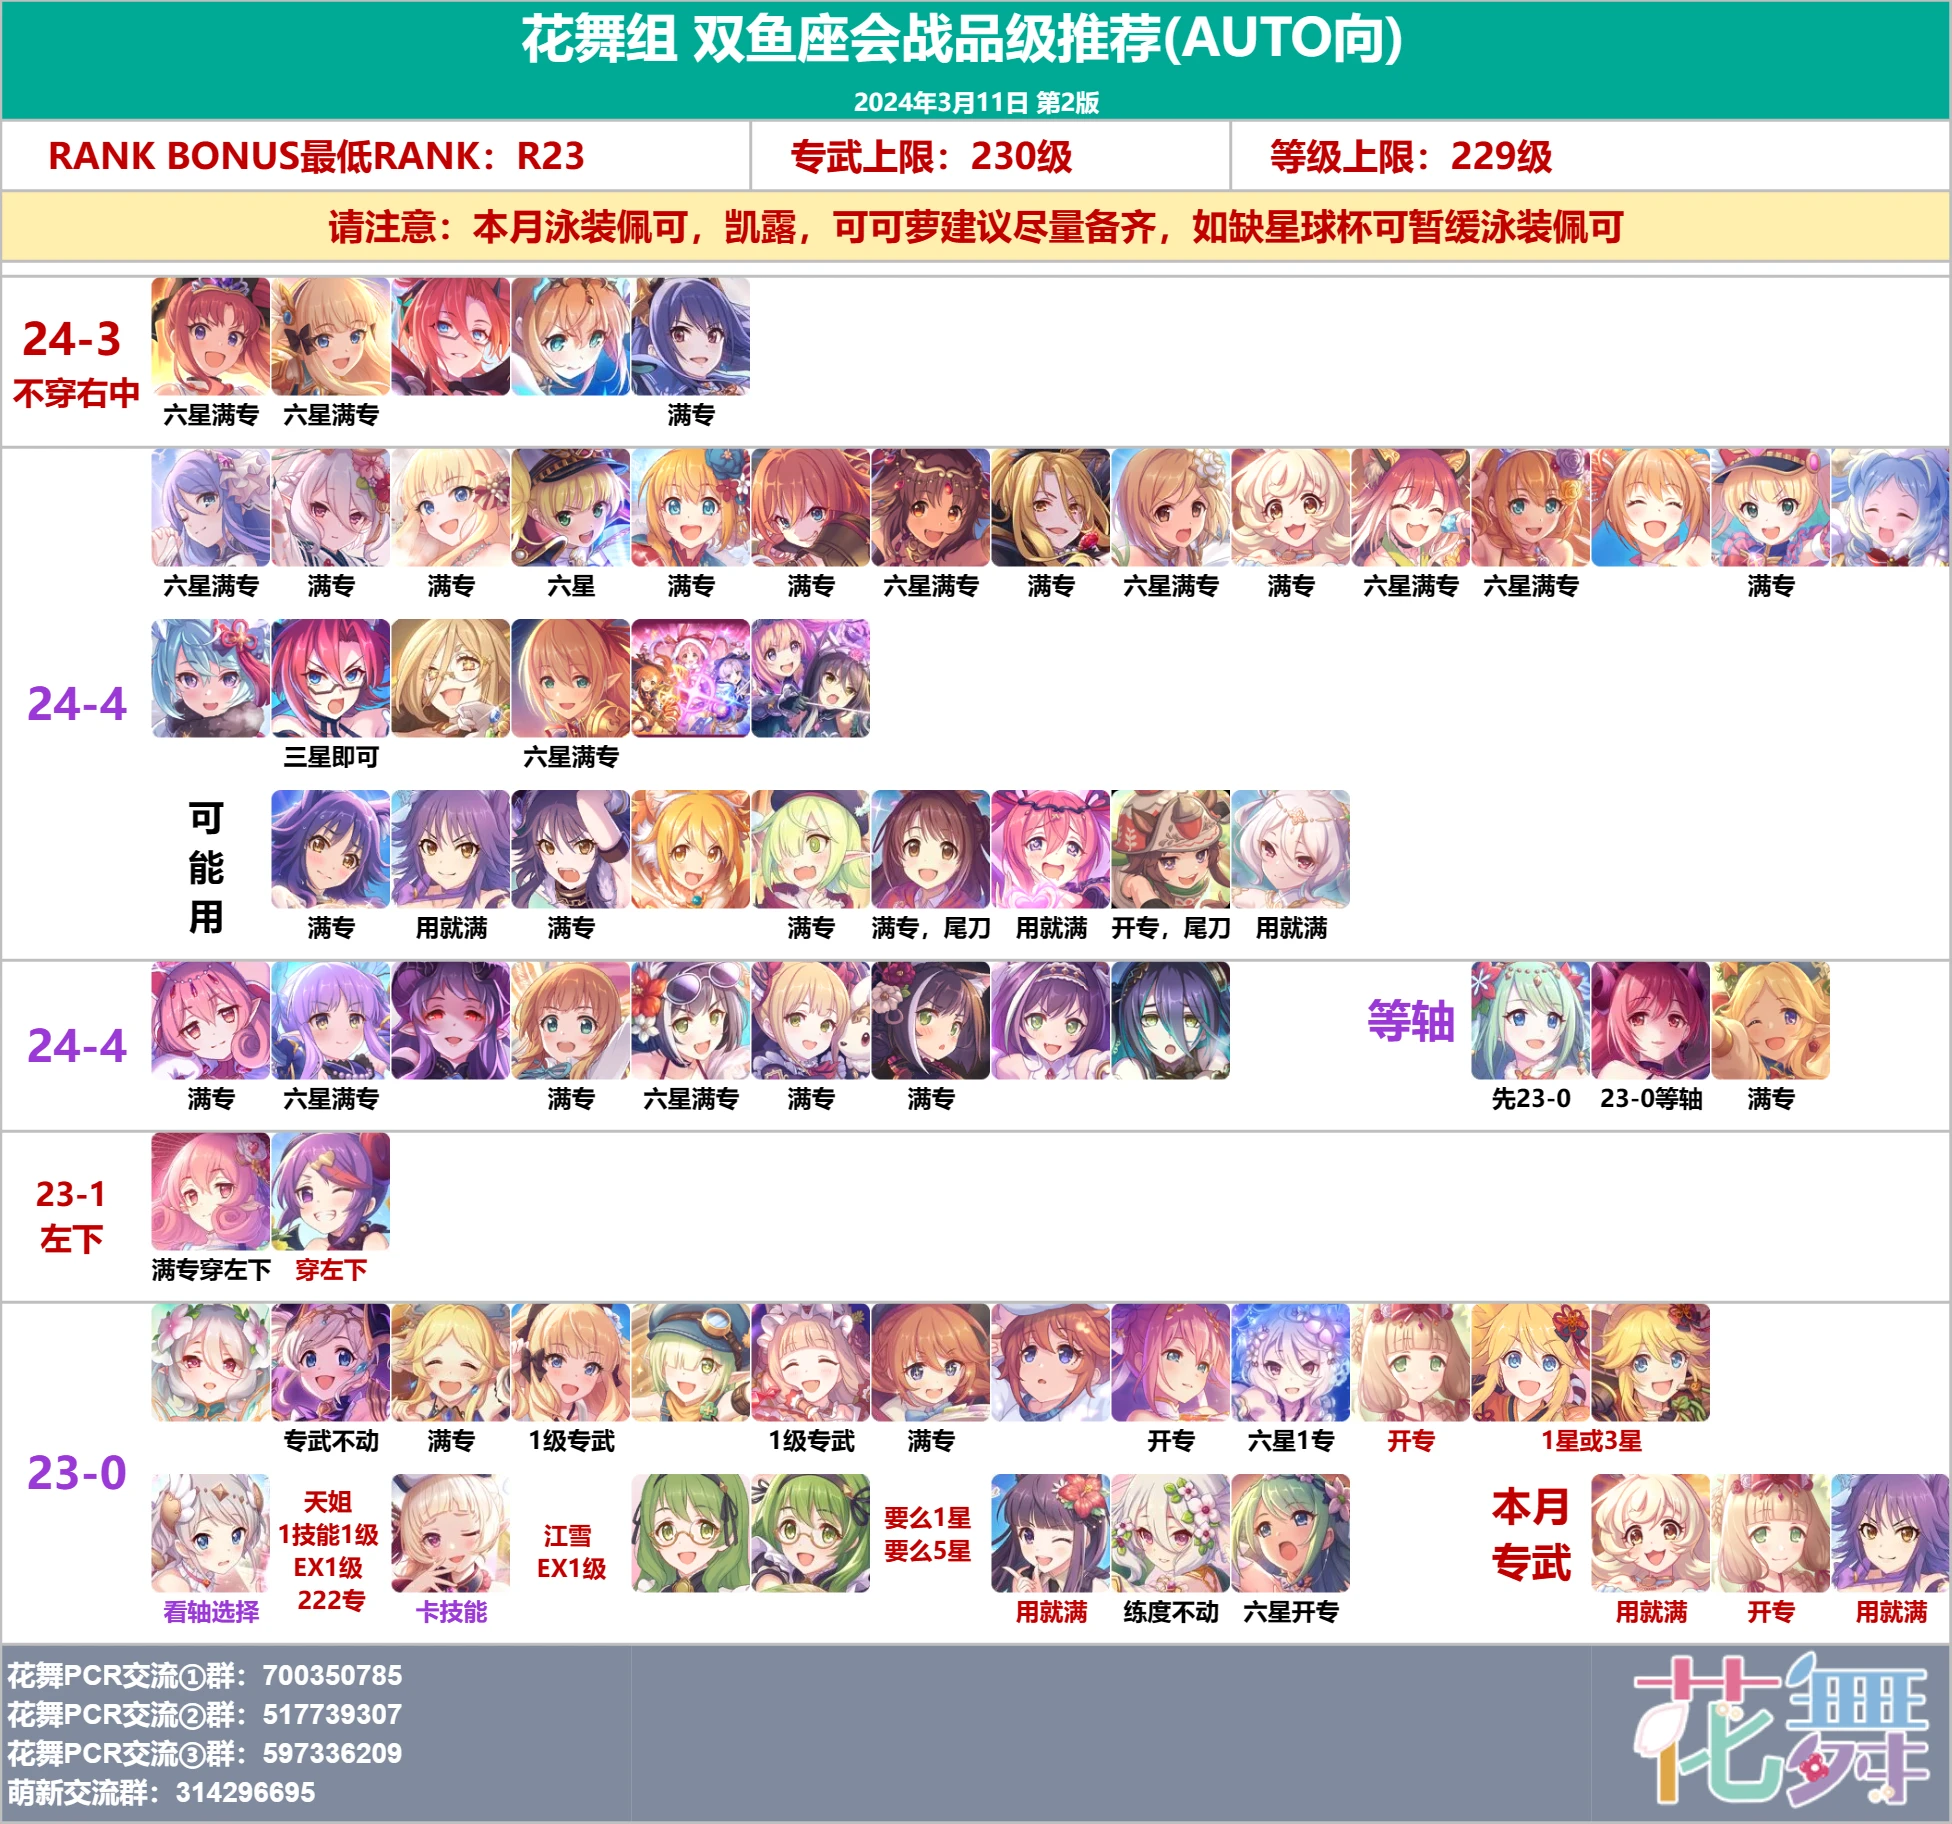 花舞组 双鱼座会战品级推荐(AUTO向)
2024年3月11日 第2版
RANK BONUS最低RANK：R23
专武上限：230级
等级上限：229级
请注意：本月泳装佩可，凯露，可可萝建议尽量备齐，如缺星球杯可暂缓泳装佩可
24-3
不穿右中
六星满专 六星满专 满专
24-4
六星满专 满专 满专 六星 满专 满专 六星满专 满专 六星满专 满专 六星满专 六星满专 满专
三星即可 六星满专
可能用
满专 用就满 满专 满专 满专，尾刀 用就满 开专，尾刀 用就满
24-4
满专 六星满专 满专 六星满专 满专 满专
等轴
先23-0 23-0等轴 满专
23-1
左下
满专穿左下 穿左下
23-0
专武不动 满专 1级专武 1级专武 满专 开专 六星1专 开专 1星或3星
看轴选择
天姐
1技能1级
EX1级
222专
卡技能
江雪
EX1级
要么1星
要么5星
用就满 练度不动 六星开专
本月
专武
用就满 开专 用就满
花舞PCR交流①群：700350785
花舞PCR交流②群：517739307
花舞PCR交流③群：597336209
萌新交流群：314296695
花舞